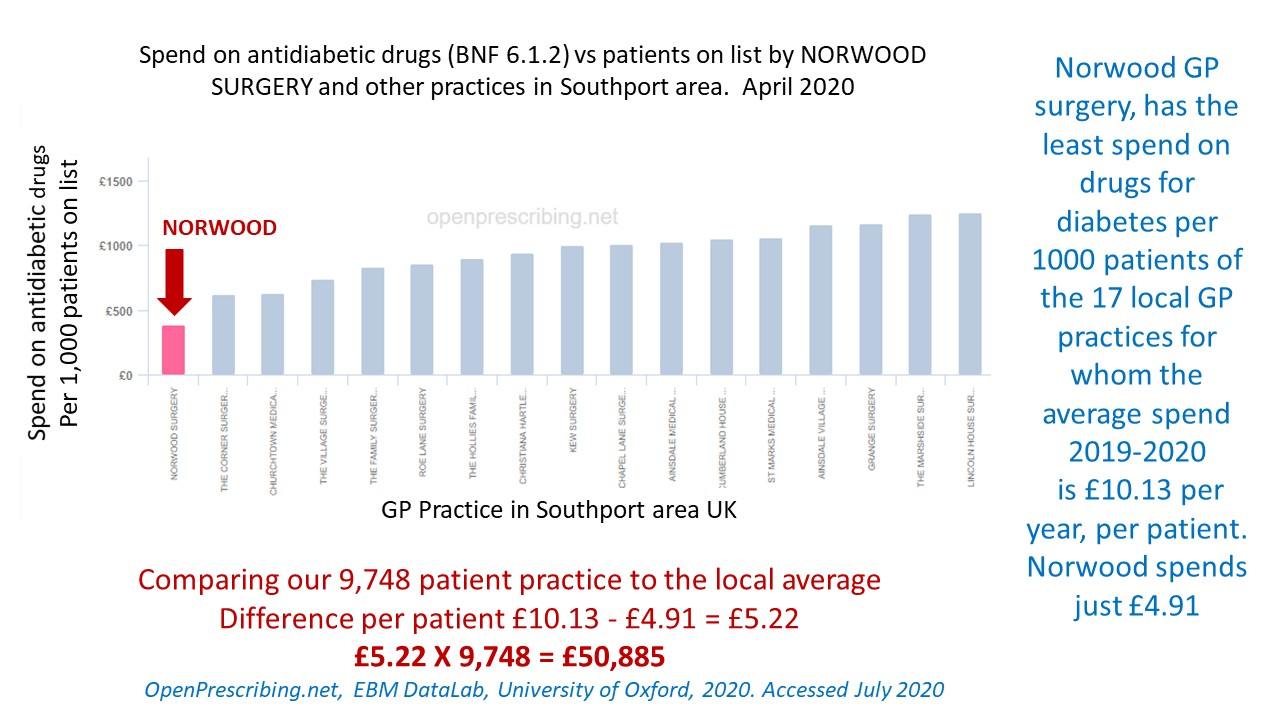 Spend on antidiabetic drugs (BNF 6.1.2) vs patients on list by NORWOOD
SURGERY and other practices in Southport area.  April 2020
Spend on antidiabetic drugs
Per 1,000 patients on list
£1500
£1000
£500
£0
openprescribing.net
NORWOOD
NORWOOD SURGERY
THE CORNER SURGER...
CHURCHTOWN MEDICA...
THE VILLAGE SURGE...
THE FAMILY SURGER...
ROE LANE SURGERY
THE HOLLIES FAMIL...
CHRISTIANA HARTLE...
KEW SURGERY
CHAPEL LANE SURGE...
AINSDALE MEDICAL ...
CUMBERLAND HOUSE...
ST MARKS MEDICAL ...
AINSDALE VILLAGE ...
GRANGE SURGERY
THE MARSHSIDE SUR...
LINCOLN HOUSE SUR...
GP Practice in Southport area UK
Comparing our 9,748 patient practice to the local average
Difference per patient £10.13 - £4.91 = £5.22
£5.22 X 9,748 = £50,885
OpenPrescribing.net,  EBM DataLab, University of Oxford, 2020. Accessed July 2020
Norwood GP
surgery, has the
least spend on
drugs for
diabetes per
1000 patients of
the 17 local GP
practices for
whom the
average spend
2019-2020
is £10.13 per
year, per patient.
Norwood spends
just £4.91